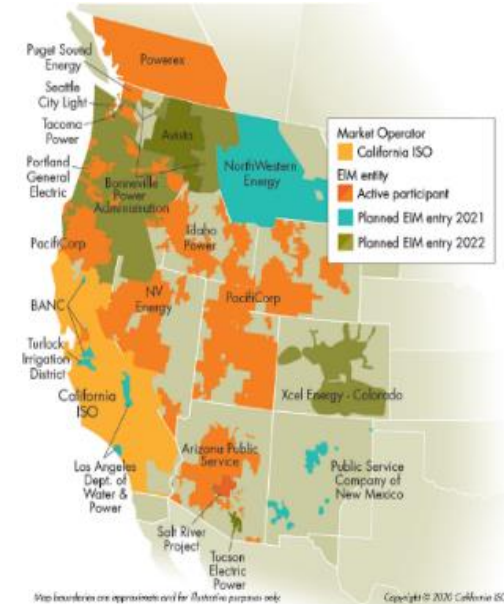 Puget Sound
Energy
Seattle
City Light
Tacoma
Power
Portland
General
Electric
PacifiCorp
BANC
Turlock
Irrigation
District
California
ISO
Los Angeles
Dept. of
Water &
Power
Powerex
Avista
Bonneville
Power
Administration
NorthWestern
Energy
Idaho
Power
NV
Energy
PacifiCorp
Xcel Energy - Colorado
Arizona Public
Service
Salt River
Project
Tucson
Electric
Power
Public Service
Company of
New Mexico
Market Operator
California ISO
EIM entity
Active participant
Planned EIM entry 2021
Planned EIM entry 2022
Map boundaries are approximate and for illustrative purposes only.
Copyright © 2020 California ISO